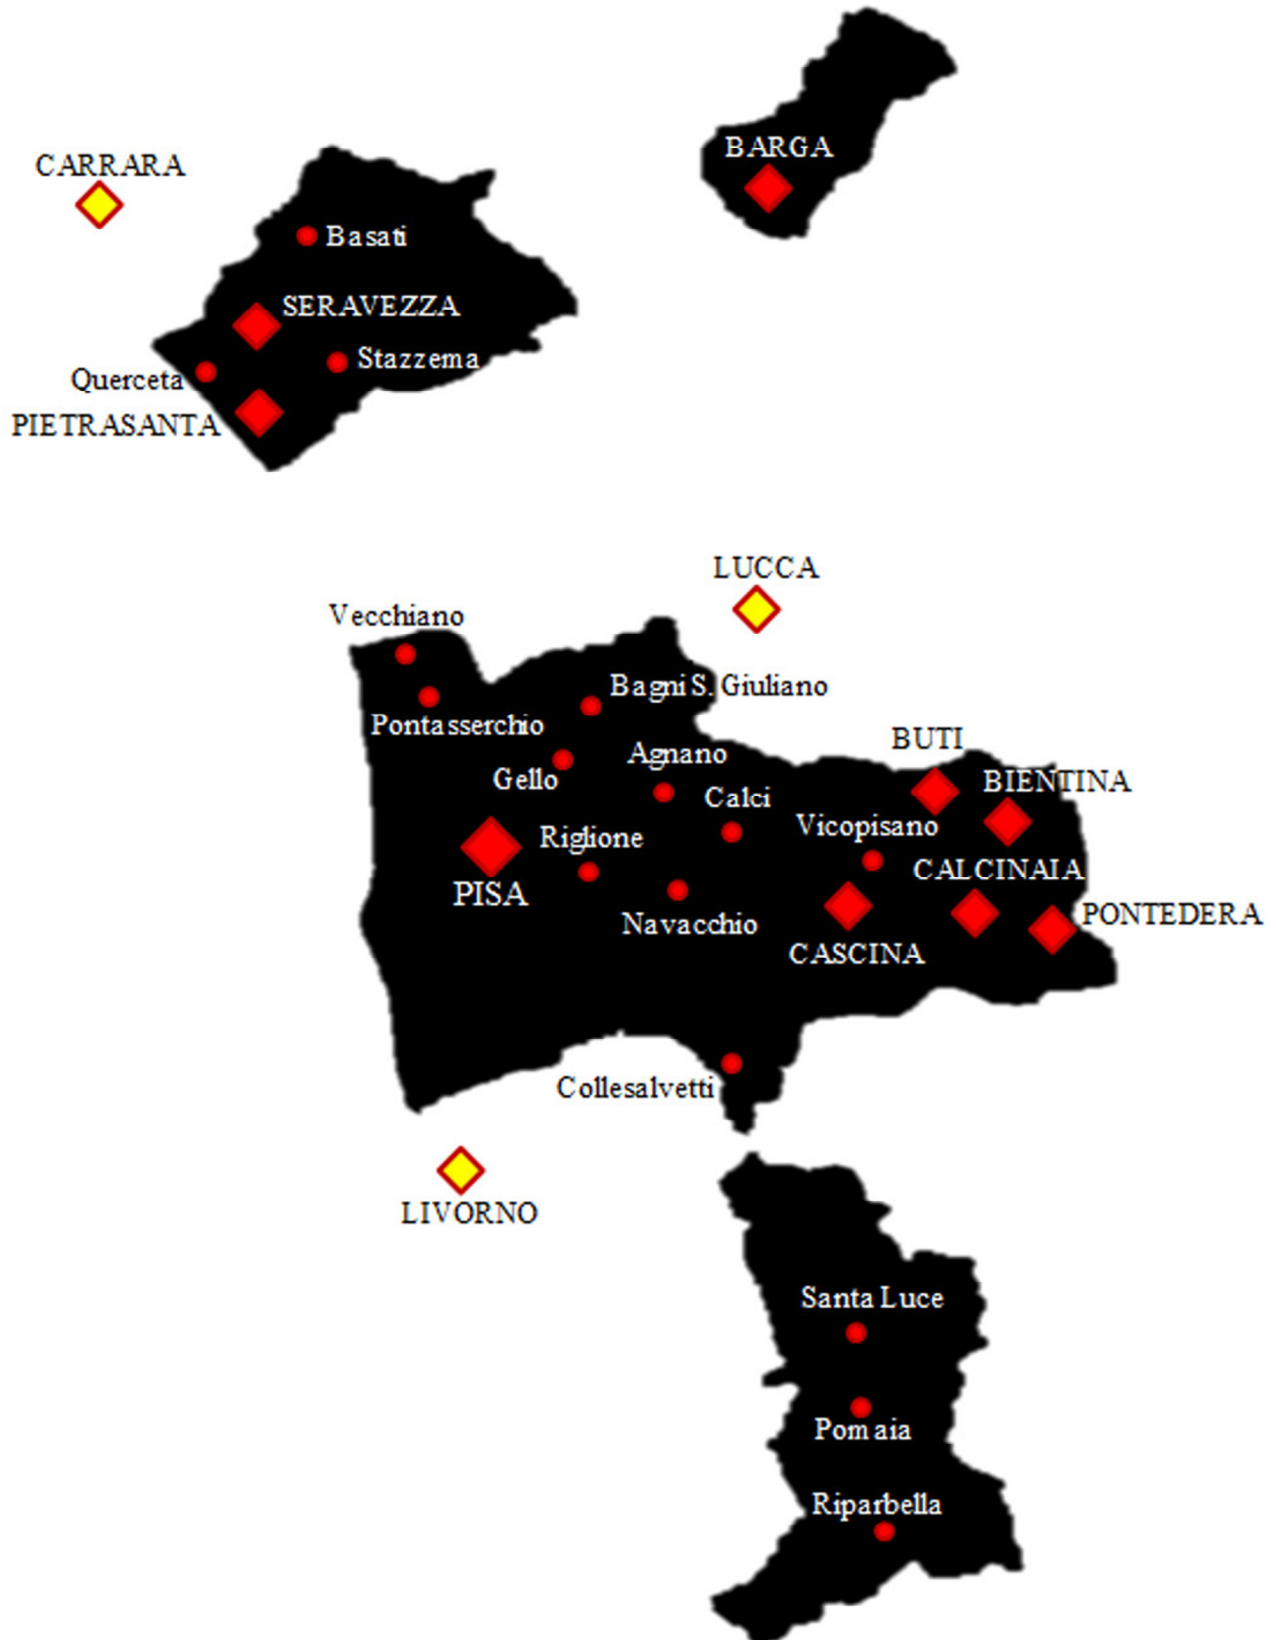 BARGA
CARRARA
Basati
SERAVEZZA
Stazzema
Querceta
PIETRASANTA
LUCCA
Vecchiano
Bagni S. Giuliano
Pontasserchio
BUTI
Agnano
Gello
BIENTINA
Calci
Vicopisano
Riglione
CALCINAIA
PISA
PONTEDERA
Navacchio
CASCINA
Collesalvetti
LIVORNO
Santa Luce
Pomaia
Riparbella